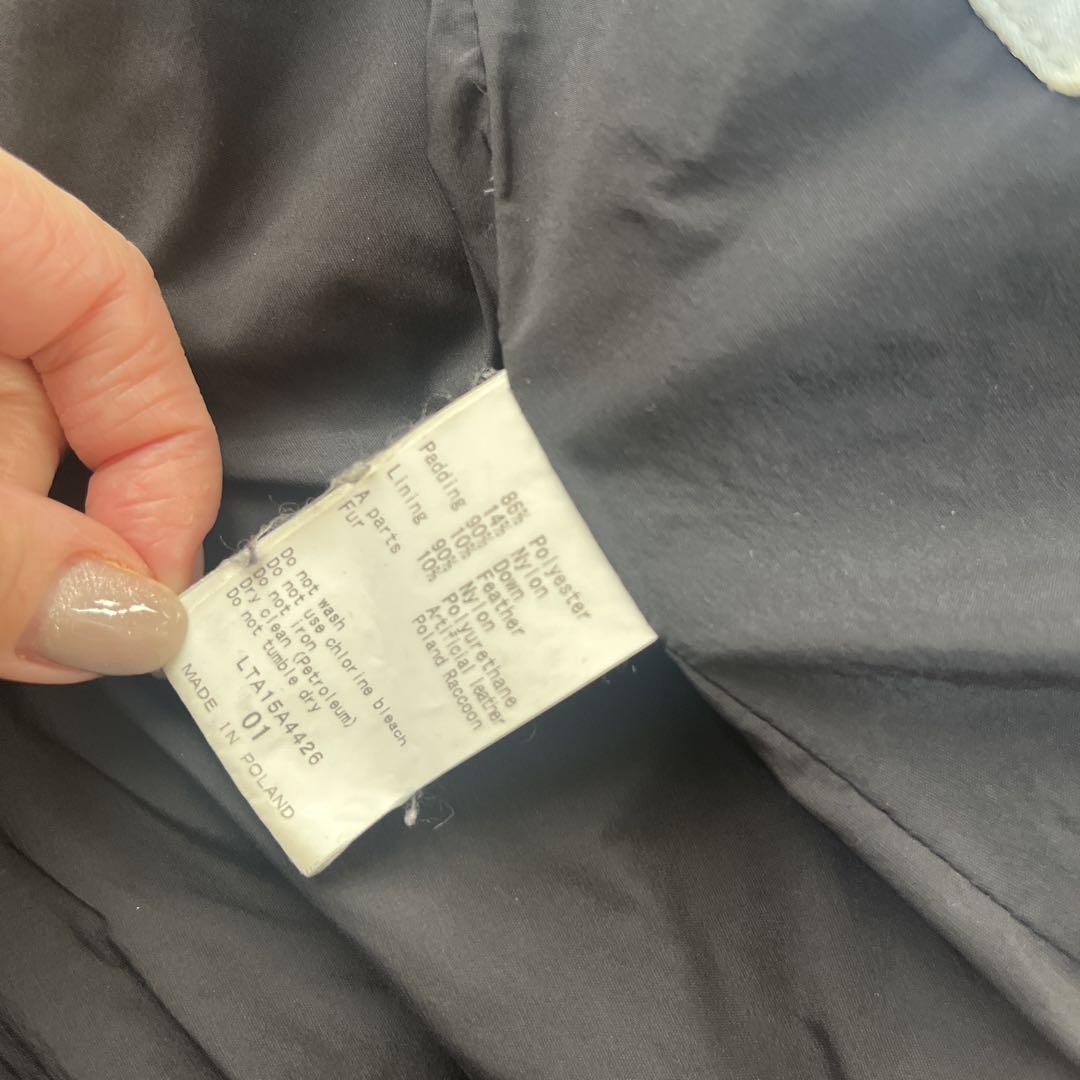 86% Polyester
14% Nylon
Padding 90% Down
10% Feather
Lining 90% Nylon
10% Polyurethane
A parts Artificial leather
Fur Poland Raccoon
Do not wash
Do not use chlorine bleach
Do not iron
Dry clean (Petroleum)
Do not tumble dry
LTA15A4426
01
MADE IN POLAND